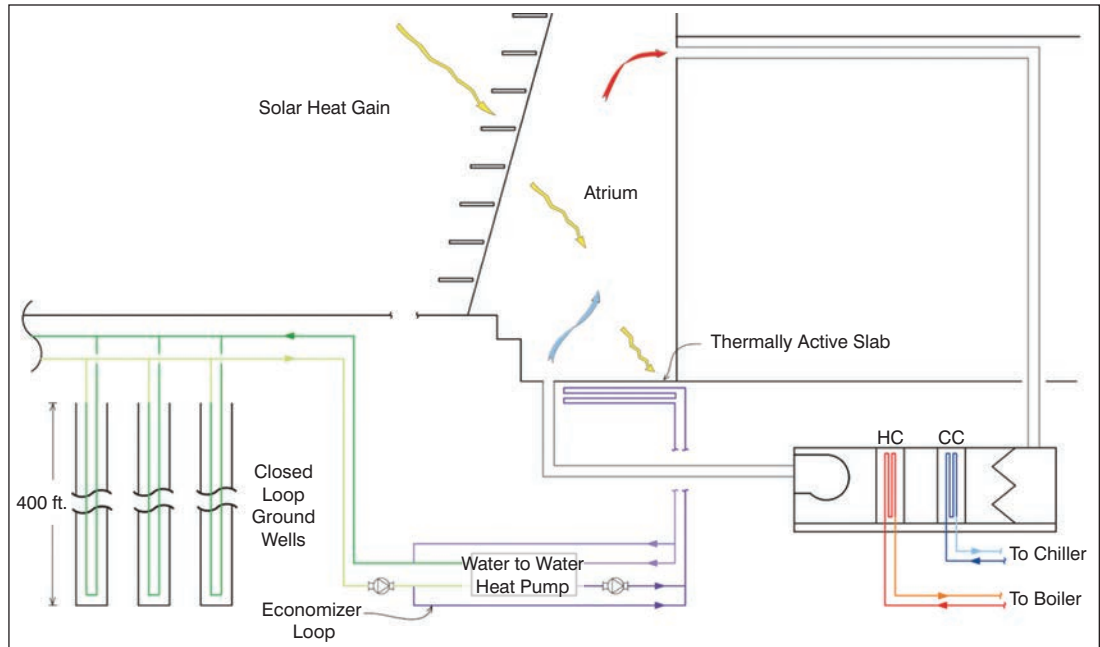 Solar Heat Gain
Atrium
Thermally Active Slab
HC
CC
400 ft.
Closed
Loop
Ground
Wells
Water to Water
Heat Pump
Economizer
Loop
To Chiller
To Boiler